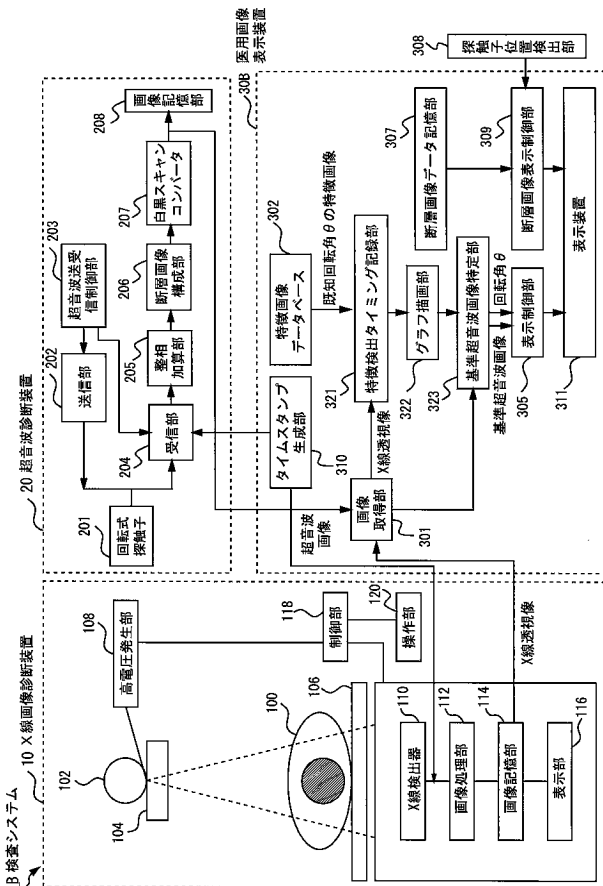 B 検査システム
10 X線画像診断装置
102
104
108
高電圧発生部
100
106
118
制御部
120
操作部
110
X線検出器
112
画像処理部
114
画像記憶部
116
表示部
X線透視像
20 超音波診断装置
201
回転式
探触子
202
送信部
203
超音波送受
信制御部
204
受信部
205
整相
加算部
206
断層画像
構成部
207
白黒スキャン
コンバータ
208
画像記憶
部
医用画像
表示装置
30B
タイムスタンプ
生成部
310
超音波
画像
画像
取得部
301
X線透視像
302
特徴画像
データベース
既知回転角θの特徴画像
321
特徴検出タイミング記録部
322
グラフ描画部
323
基準超音波画像特定部
基準超音波画像
回転角θ
305
表示制御部
307
断層画像データ記憶部
308
探触子位置検出部
309
断層画像表示制御部
311
表示装置